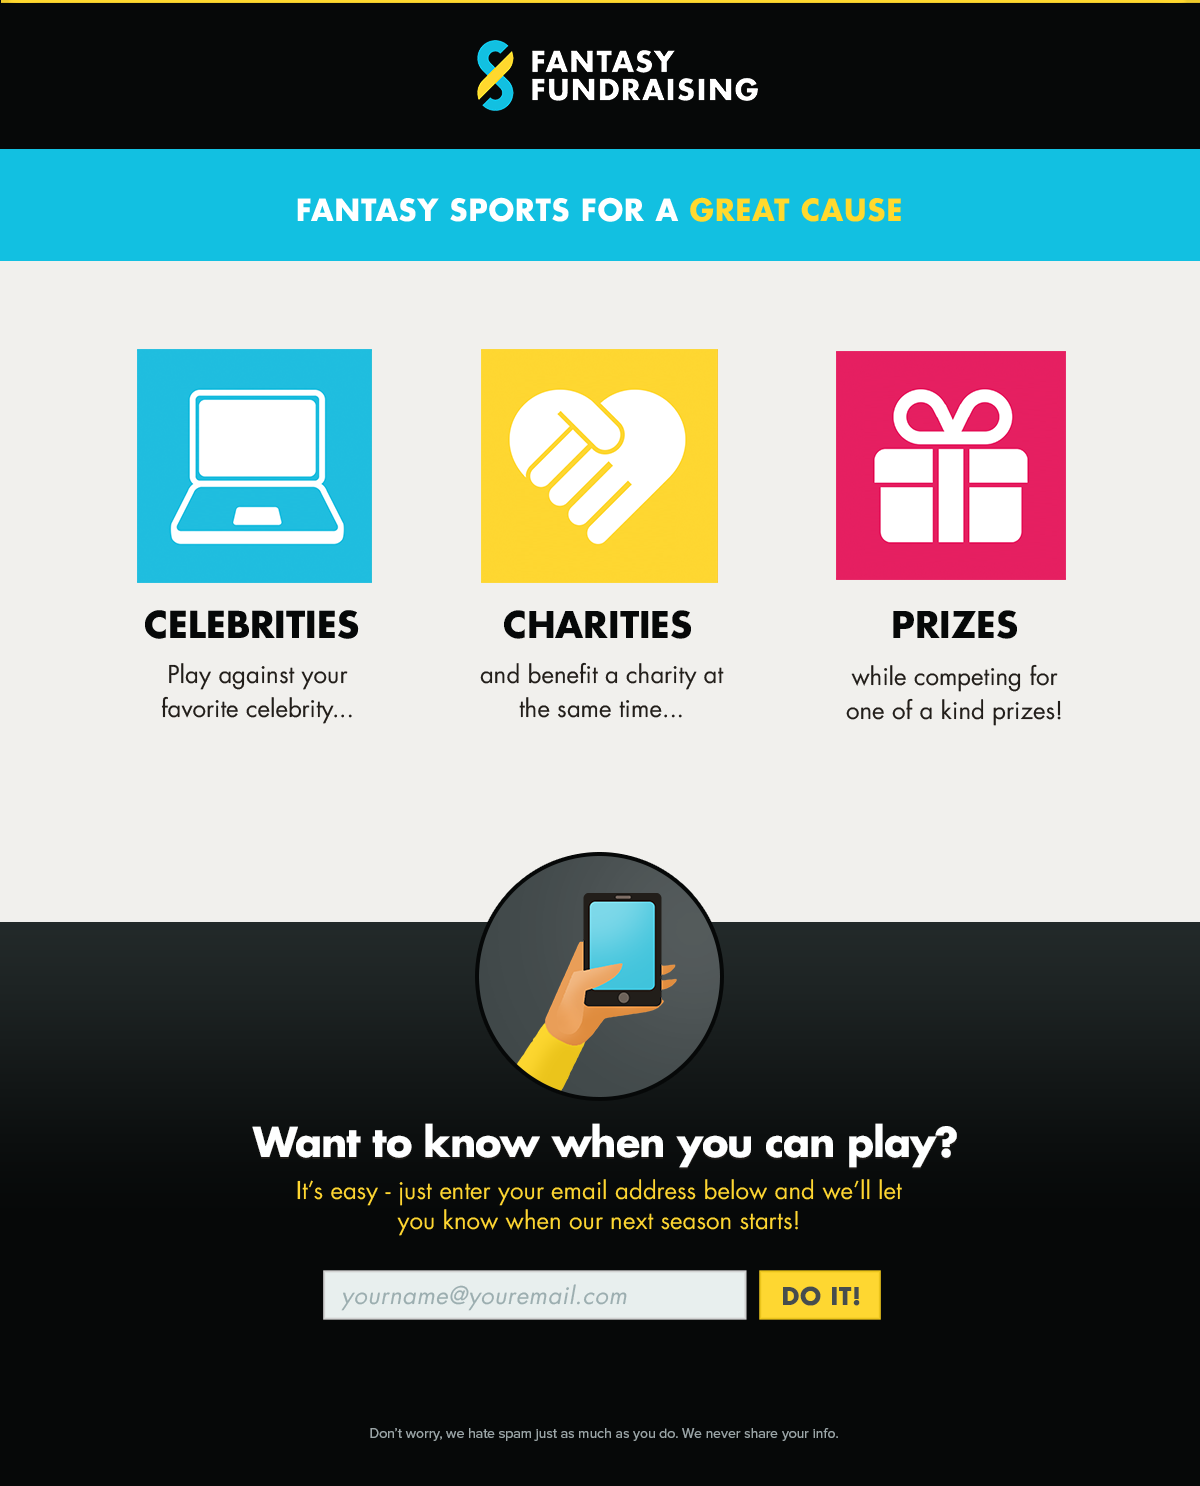 FANTASY
FUNDRAISING
FANTASY SPORTS FOR A GREAT CAUSE
CELEBRITIES
Play against your
favorite celebrity...
CHARITIES
and benefit a charity at
the same time...
PRIZES
while competing for
one of a kind prizes!
Want to know when you can play?
It’s easy - just enter your email address below and we’ll let
you know when our next season starts!
yourname@youremail.com
DO IT!
Don’t worry, we hate spam just as much as you do. We never share your info.